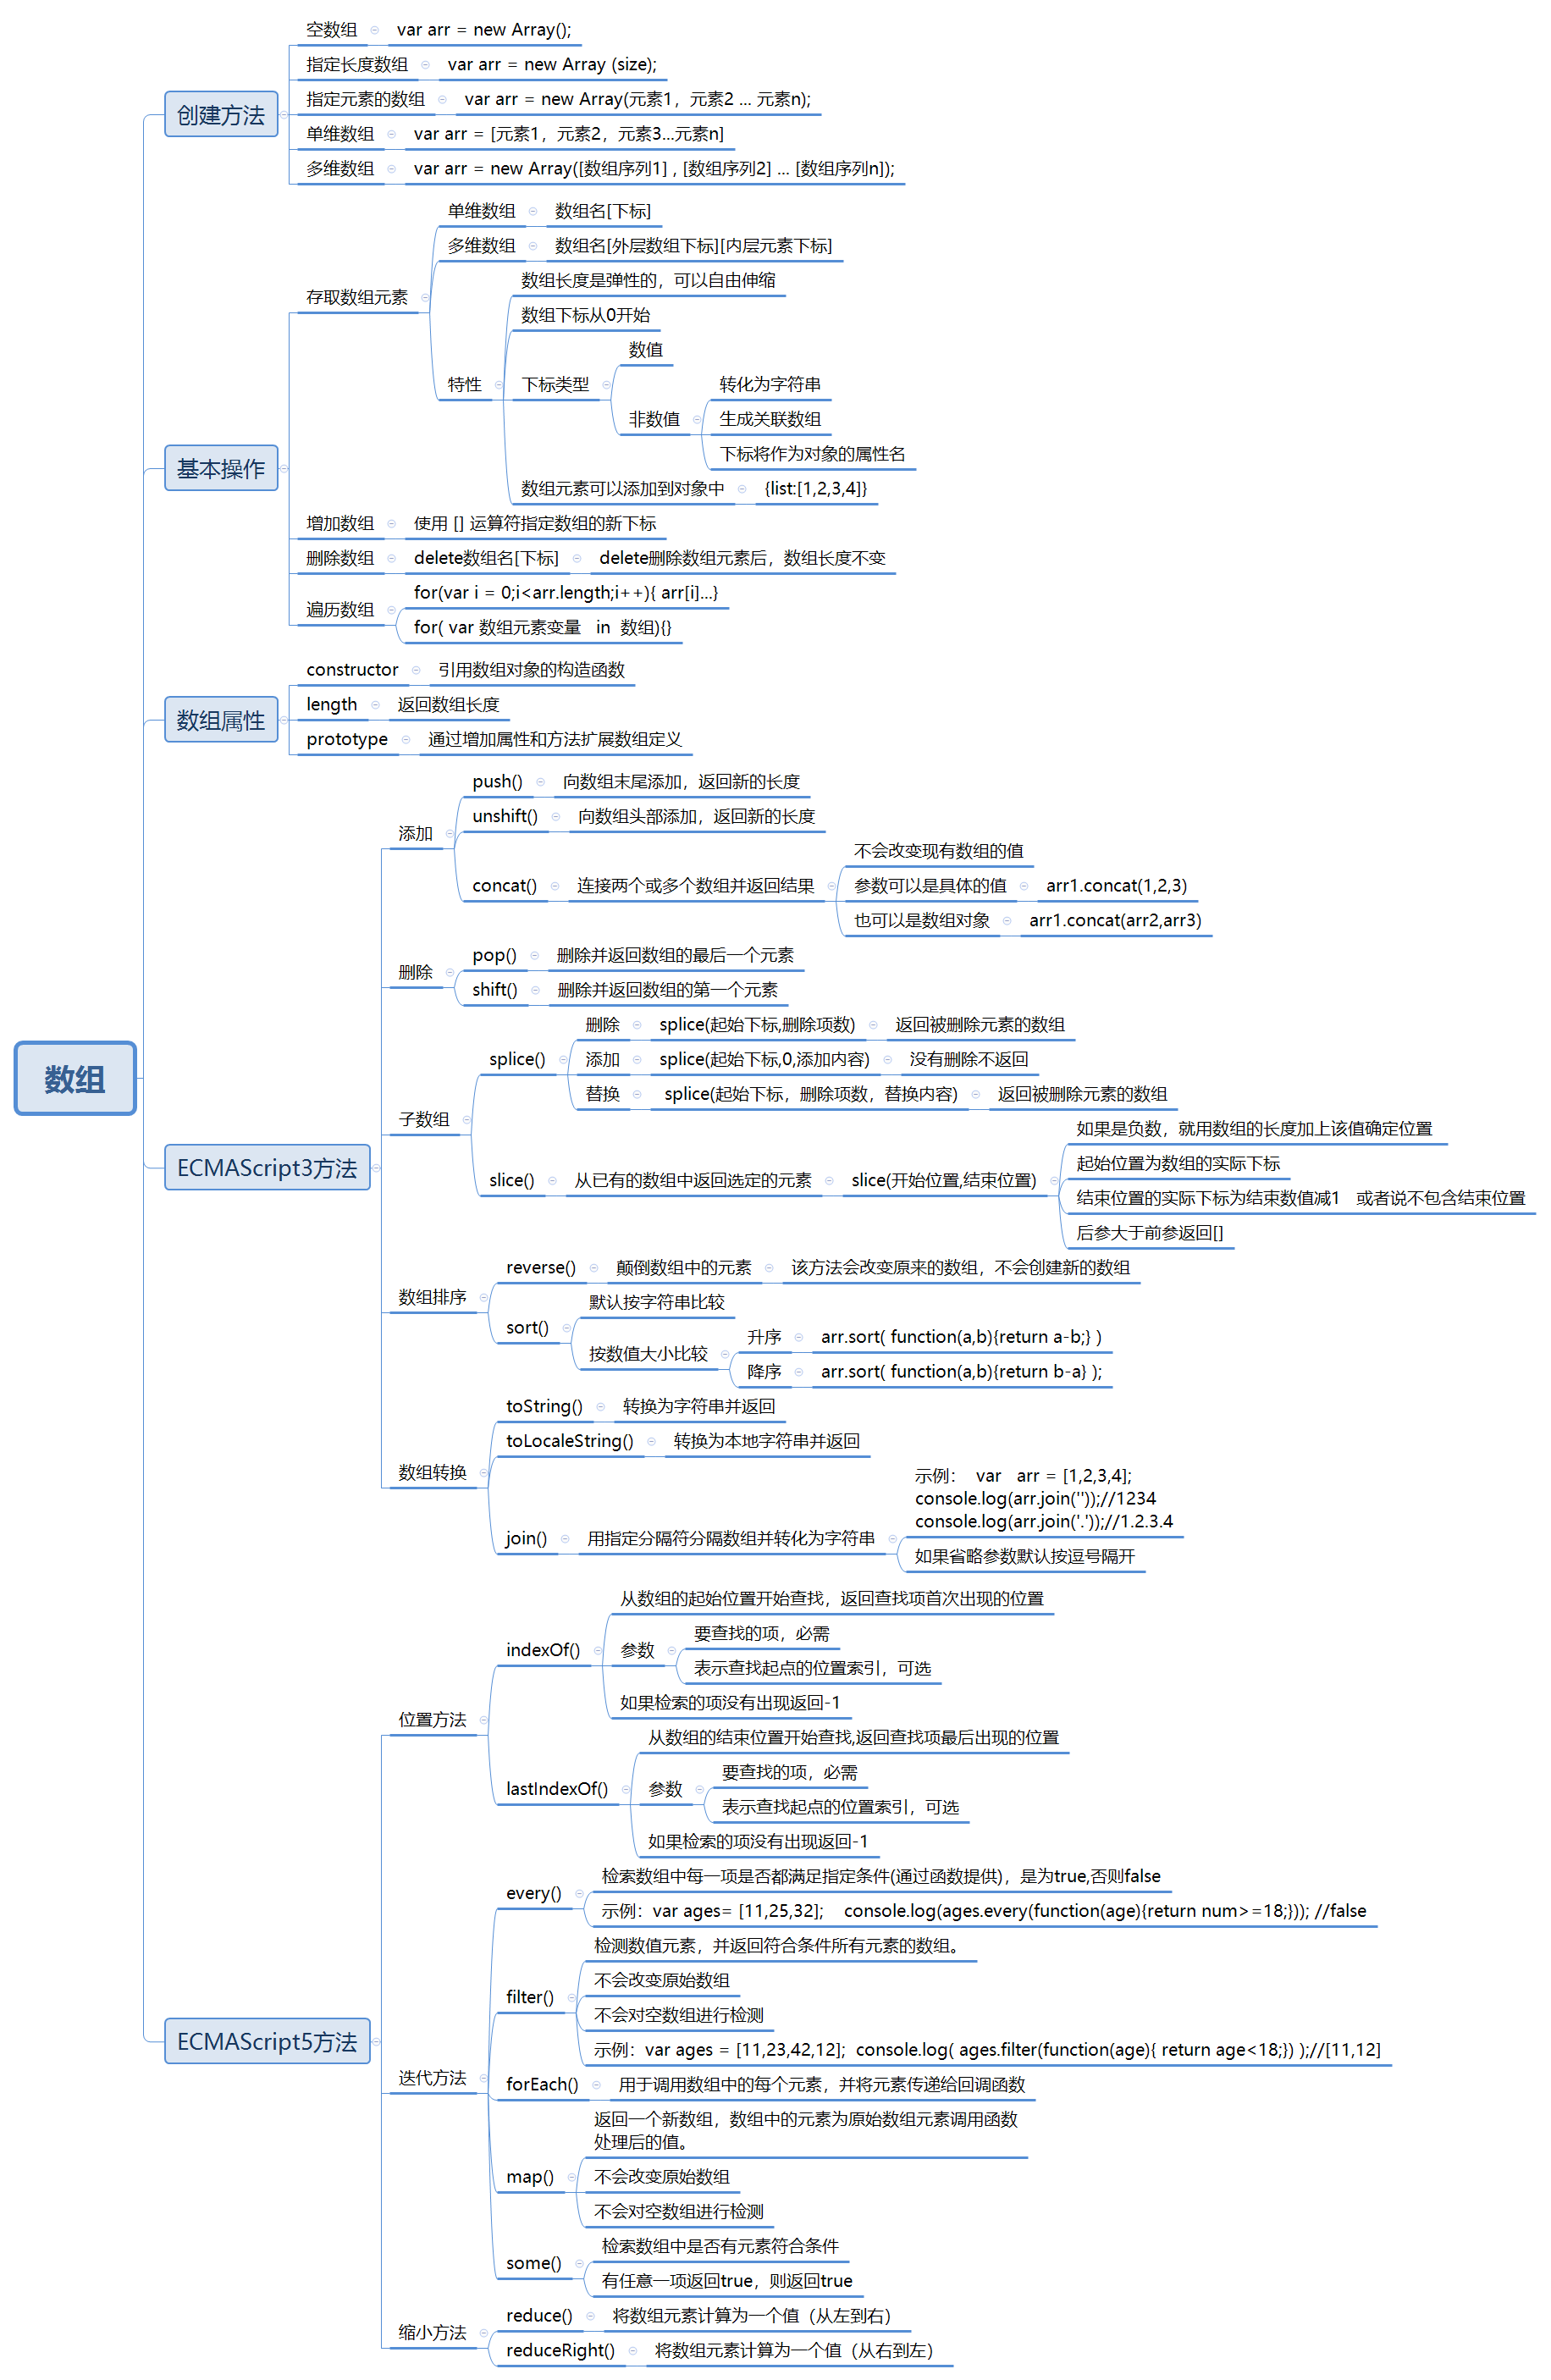 数组
创建方法
空数组
var arr = new Array();
指定长度数组
var arr = new Array (size);
指定元素的数组
var arr = new Array(元素1，元素2 ... 元素n);
单维数组
var arr = [元素1，元素2，元素3...元素n]
多维数组
var arr = new Array([数组序列1] , [数组序列2] ... [数组序列n]);
基本操作
存取数组元素
单维数组
数组名[下标]
多维数组
数组名[外层数组下标][内层元素下标]
特性
数组长度是弹性的，可以自由伸缩
数组下标从0开始
下标类型
数值
非数值
转化为字符串
生成关联数组
下标将作为对象的属性名
数组元素可以添加到对象中
{list:[1,2,3,4]}
增加数组
使用 [] 运算符指定数组的新下标
删除数组
delete数组名[下标]
delete删除数组元素后，数组长度不变
遍历数组
for(var i = 0;i<arr.length;i++){ arr[i]...}
for( var 数组元素变量 in 数组){}
数组属性
constructor
引用数组对象的构造函数
length
返回数组长度
prototype
通过增加属性和方法扩展数组定义
ECMAScript3方法
添加
push()
向数组末尾添加，返回新的长度
unshift()
向数组头部添加，返回新的长度
concat()
连接两个或多个数组并返回结果
不会改变现有数组的值
参数可以是具体的值
arr1.concat(1,2,3)
也可以是数组对象
arr1.concat(arr2,arr3)
删除
pop()
删除并返回数组的最后一个元素
shift()
删除并返回数组的第一个元素
子数组
splice()
删除
splice(起始下标,删除项数)
返回被删除元素的数组
添加
splice(起始下标,0,添加内容)
没有删除不返回
替换
splice(起始下标，删除项数，替换内容)
返回被删除元素的数组
slice()
从已有的数组中返回选定的元素
slice(开始位置,结束位置)
如果是负数，就用数组的长度加上该值确定位置
起始位置为数组的实际下标
结束位置的实际下标为结束数值减1 或者说不包含结束位置
后参大于前参返回[]
数组排序
reverse()
颠倒数组中的元素
该方法会改变原来的数组，不会创建新的数组
sort()
默认按字符串比较
按数值大小比较
升序
arr.sort( function(a,b){return a-b;} )
降序
arr.sort( function(a,b){return b-a} );
数组转换
toString()
转换为字符串并返回
toLocaleString()
转换为本地字符串并返回
join()
用指定分隔符分隔数组并转化为字符串
示例： var arr = [1,2,3,4];
console.log(arr.join(''));//1234
console.log(arr.join('.'));//1.2.3.4
如果省略参数默认按逗号隔开
ECMAScript5方法
位置方法
indexOf()
从数组的起始位置开始查找，返回查找项首次出现的位置
参数
要查找的项，必需
表示查找起点的位置索引，可选
如果检索的项没有出现返回-1
lastIndexOf()
从数组的结束位置开始查找,返回查找项最后出现的位置
参数
要查找的项，必需
表示查找起点的位置索引，可选
如果检索的项没有出现返回-1
迭代方法
every()
检索数组中每一项是否都满足指定条件(通过函数提供)，是为true,否则false
示例：var ages= [11,25,32]; console.log(ages.every(function(age){return num>=18;})); //false
filter()
检测数值元素，并返回符合条件所有元素的数组。
不会改变原始数组
不会对空数组进行检测
示例：var ages = [11,23,42,12]; console.log( ages.filter(function(age){ return age<18;}) );//[11,12]
forEach()
用于调用数组中的每个元素，并将元素传递给回调函数
map()
返回一个新数组，数组中的元素为原始数组元素调用函数
处理后的值。
不会改变原始数组
不会对空数组进行检测
some()
检索数组中是否有元素符合条件
有任意一项返回true，则返回true
缩小方法
reduce()
将数组元素计算为一个值（从左到右）
reduceRight()
将数组元素计算为一个值（从右到左）